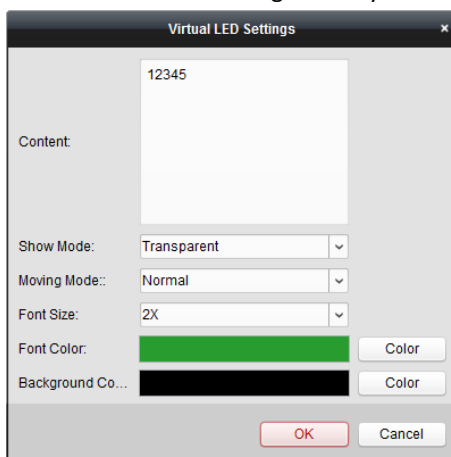 Virtual LED Settings ×
12345
Content:
Show Mode: Transparent
Moving Mode:: Normal
Font Size: 2X
Font Color: Color
Background Co... Color
OK Cancel